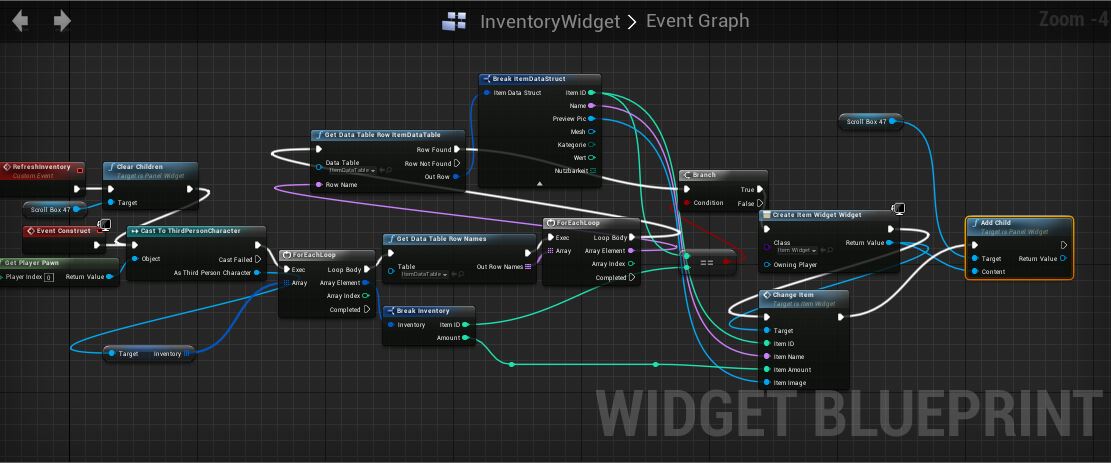 InventoryWidget > Event Graph
Zoom -4
Break ItemDataStruct
Item Data Struct
Item ID
Name
Preview Pic
Mesh
Kategorie
Wert
Nutzbarkeit
Get Data Table Row ItemDataTable
Row Found
Data Table
ItemDataTable
Row Not Found
Out Row
Row Name
Scroll Box 47
RefreshInventory
Custom Event
Clear Children
Target is Panel Widget
Target
Scroll Box 47
Event Construct
Cast To ThirdPersonCharacter
Cast Failed
Object
As Third Person Character
Get Player Pawn
Player Index 0
Return Value
ForEachLoop
Exec
Loop Body
Array
Array Element
Array Index
Completed
Get Data Table Row Names
Table
ItemDataTable
Out Row Names
ForEachLoop
Exec
Loop Body
Array
Array Element
Array Index
Completed
Break Inventory
Inventory
Item ID
Amount
Target
Inventory
Branch
True
Condition
False
==
Create Item Widget Widget
Class
Item Widget
Return Value
Owning Player
Change Item
Target is Item Widget
Target
Item ID
Item Name
Item Amount
Item Image
Add Child
Target is Panel Widget
Target
Return Value
Content
WIDGET BLUEPRINT